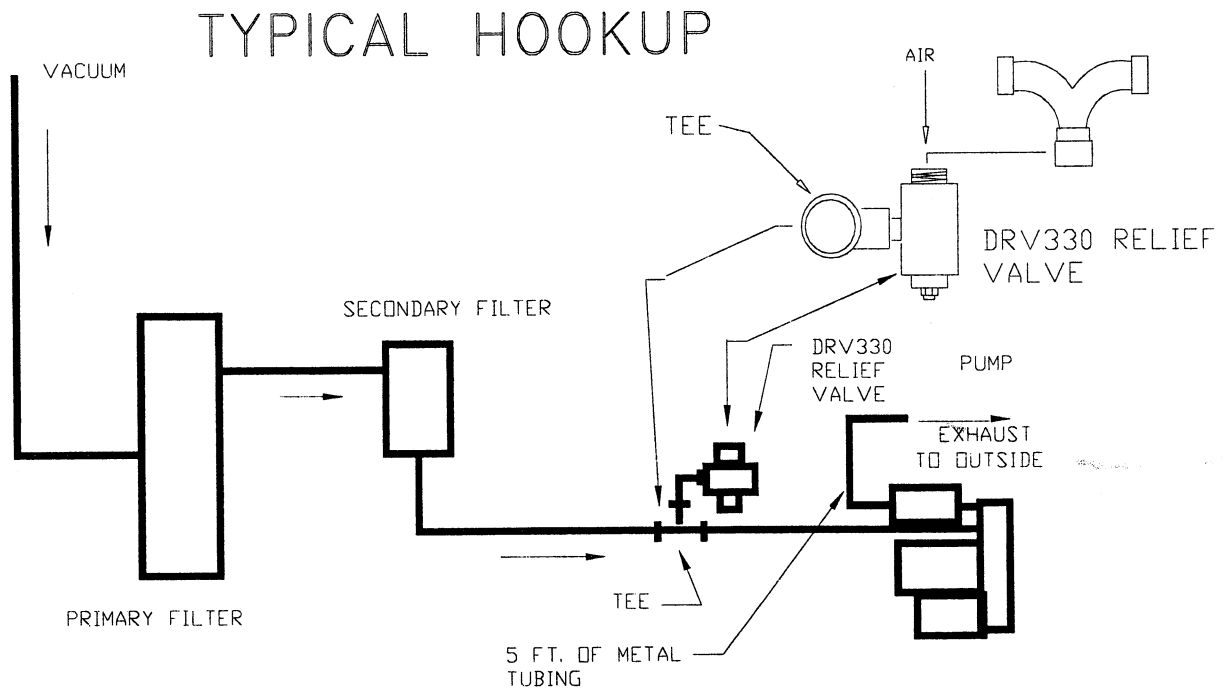 TYPICAL HOOKUP
VACUUM
AIR
TEE
DRV330 RELIEF
VALVE
SECONDARY FILTER
DRV330
RELIEF
VALVE
PUMP
EXHAUST
TO OUTSIDE
TEE
PRIMARY FILTER
5 FT. OF METAL
TUBING